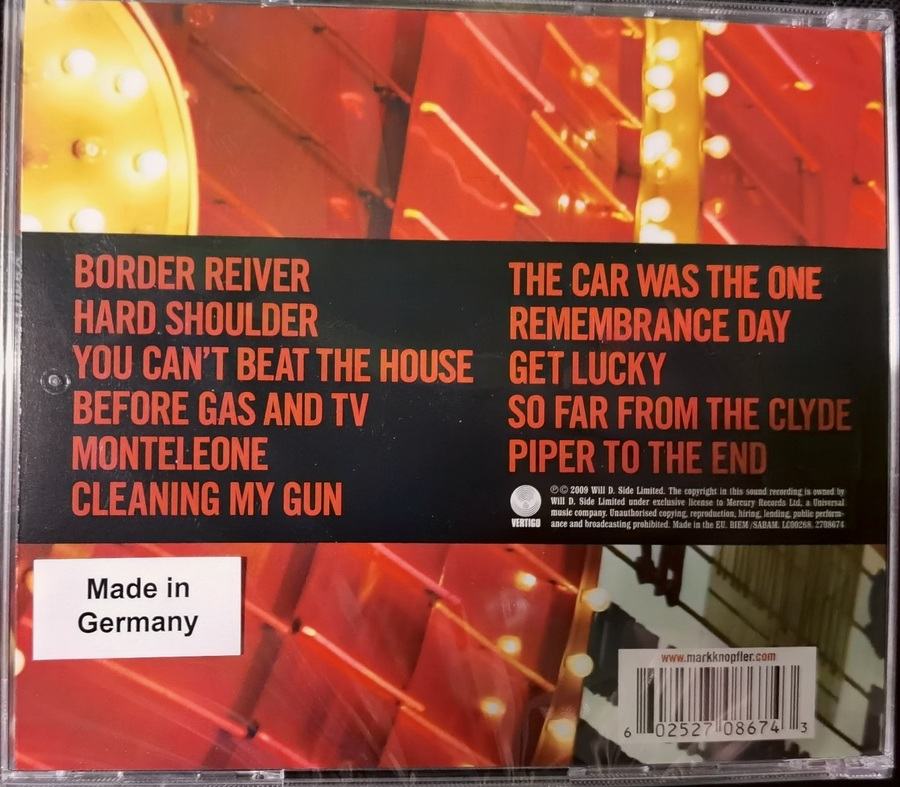 BORDER REIVER
HARD SHOULDER
YOU CAN'T BEAT THE HOUSE
BEFORE GAS AND TV
MONTELEONE
CLEANING MY GUN
THE CAR WAS THE ONE
REMEMBRANCE DAY
GET LUCKY
SO FAR FROM THE CLYDE
PIPER TO THE END
VERTIGO
℗ © 2009 Will D. Side Limited. The copyright in this sound recording is owned by
Will D. Side Limited under exclusive license to Mercury Records Ltd, a Universal
music company. Unauthorised copying, reproduction, hiring, lending, public perform-
ance and broadcasting prohibited. Made in the EU. BIEM/SABAM. LC00268. 2708674
Made in
Germany
www.markknopfler.com
6 02527 08674 3